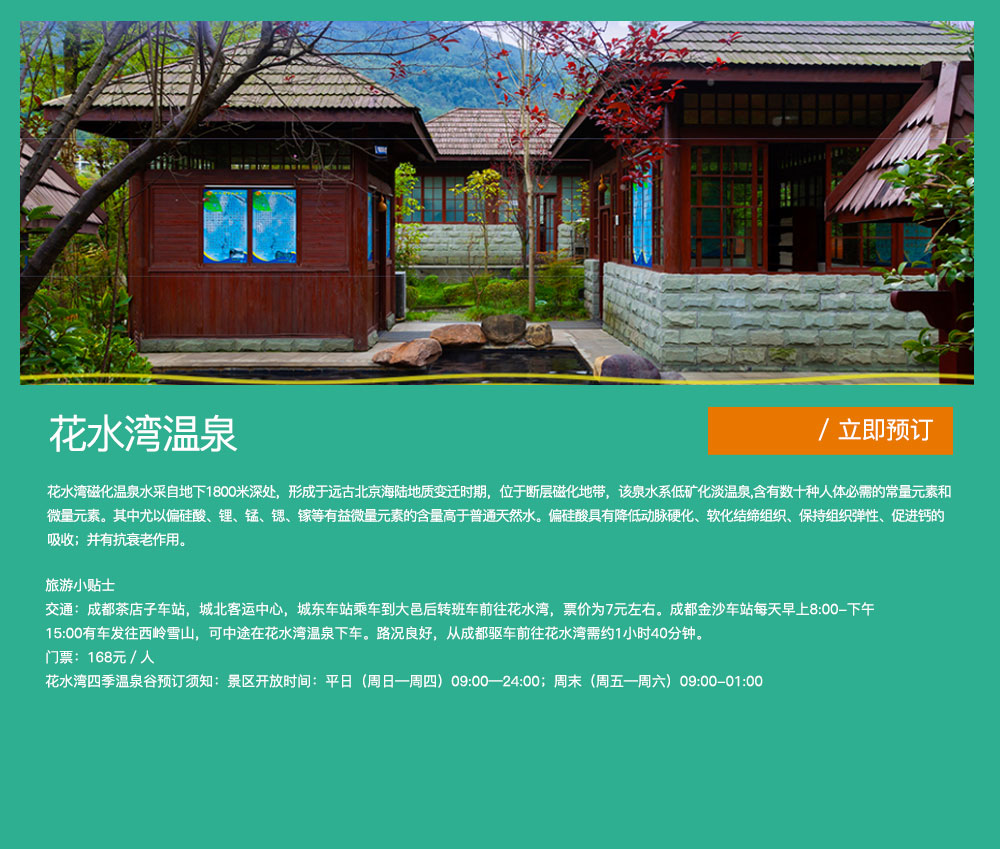 花水湾温泉
/ 立即预订
花水湾磁化温泉水采自地下1800米深处，形成于远古北京海陆地质变迁时期，位于断层磁化地带，该泉水系低矿化淡温泉,含有数十种人体必需的常量元素和
微量元素。其中尤以偏硅酸、锂、锰、锶、镓等有益微量元素的含量高于普通天然水。偏硅酸具有降低动脉硬化、软化结缔组织、保持组织弹性、促进钙的
吸收；并有抗衰老作用。
旅游小贴士
交通：成都茶店子车站，城北客运中心，城东车站乘车到大邑后转班车前往花水湾，票价为7元左右。成都金沙车站每天早上8:00-下午
15:00有车发往西岭雪山，可中途在花水湾温泉下车。路况良好，从成都驱车前往花水湾需约1小时40分钟。
门票：168元 / 人
花水湾四季温泉谷预订须知：景区开放时间：平日（周日—周四）09:00—24:00；周末（周五—周六）09:00-01:00